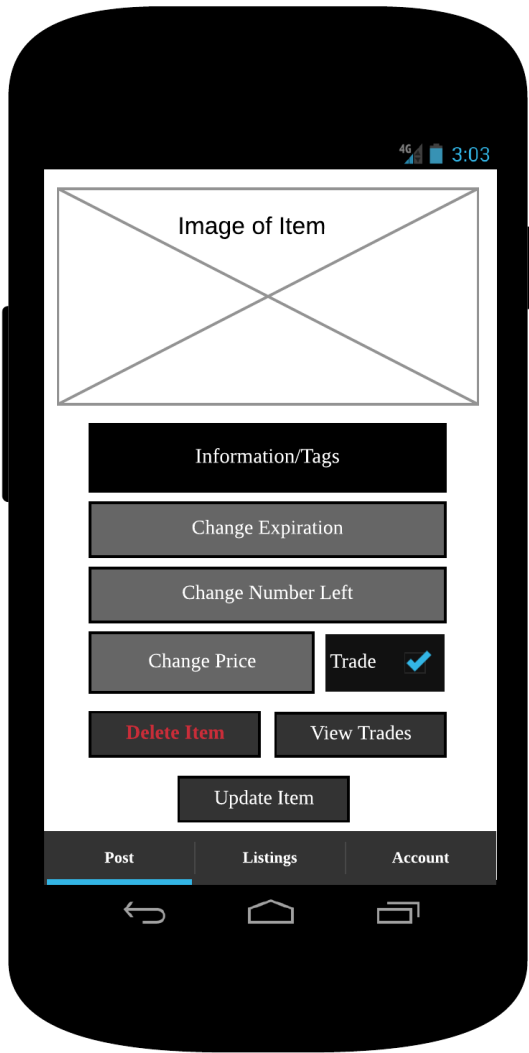 4G 3:03
Image of Item
Information/Tags
Change Expiration
Change Number Left
Change Price
Trade
Delete Item
View Trades
Update Item
Post
Listings
Account